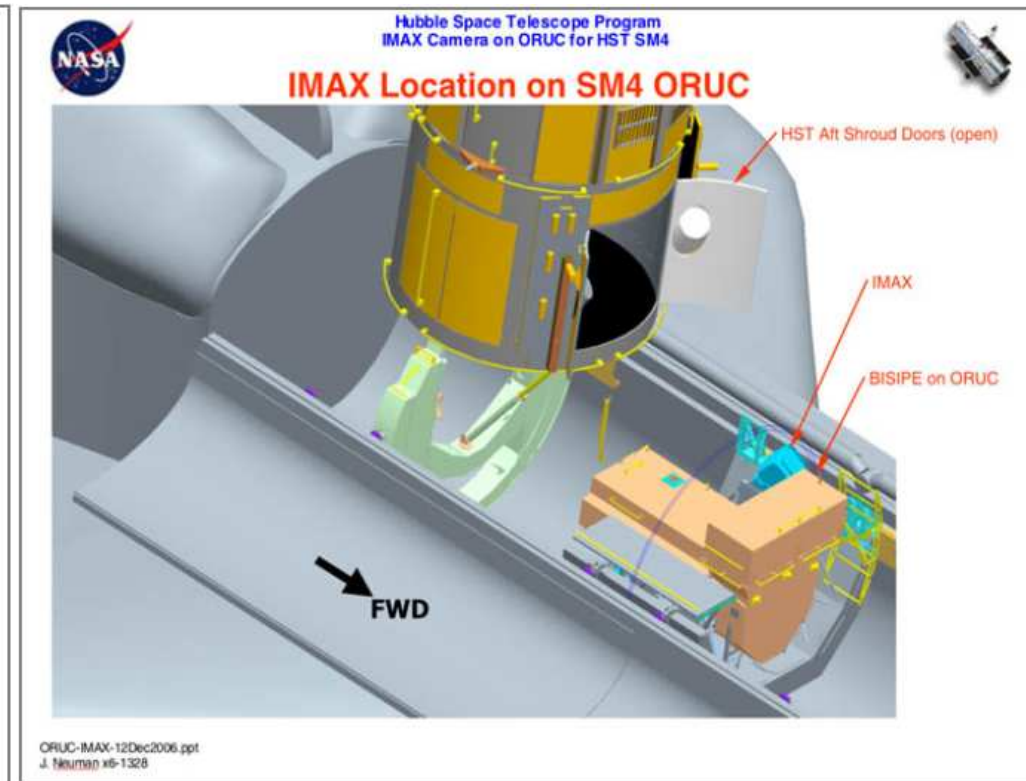 Hubble Space Telescope Program
IMAX Camera on ORUC for HST SM4
NASA
IMAX Location on SM4 ORUC
HST Aft Shroud Doors (open)
IMAX
BISIPE on ORUC
FWD
ORUC-IMAX-12Dec2006.ppt
J. Neuman x6-1328